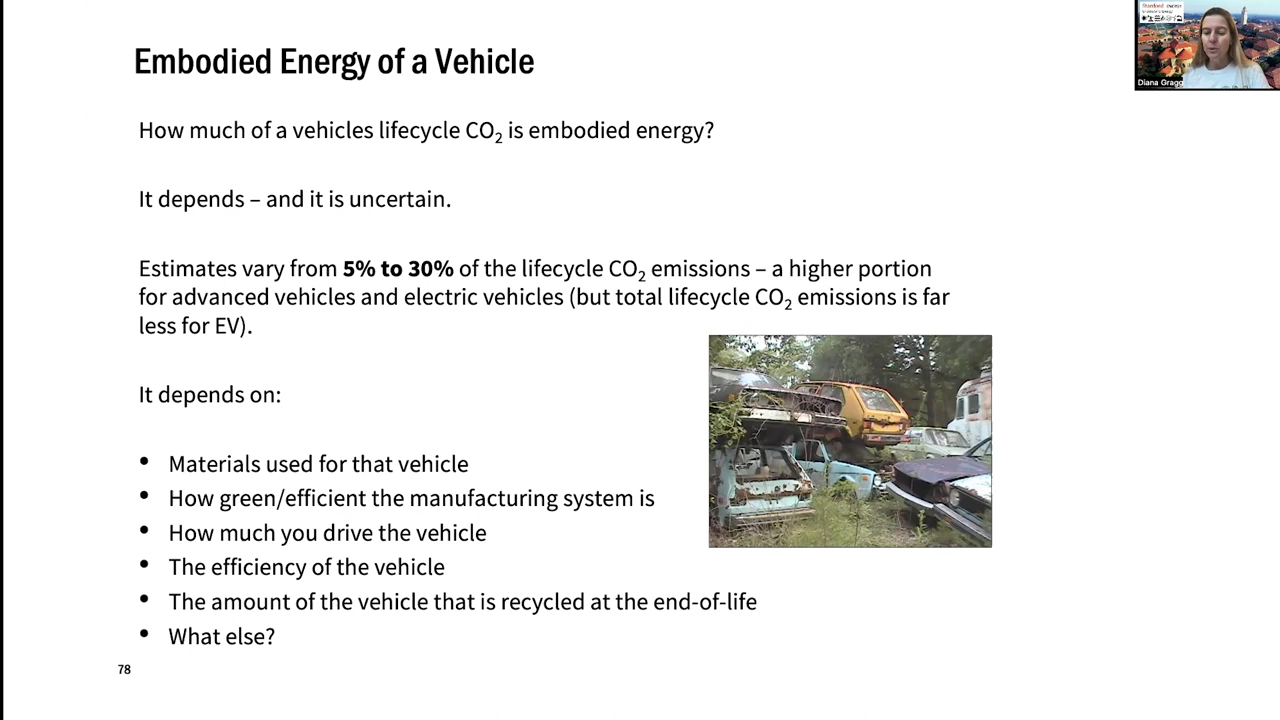 Embodied Energy of a Vehicle
Stanford ENERGY
Diana Gragg
How much of a vehicles lifecycle CO₂ is embodied energy?
It depends – and it is uncertain.
Estimates vary from 5% to 30% of the lifecycle CO₂ emissions – a higher portion
for advanced vehicles and electric vehicles (but total lifecycle CO₂ emissions is far
less for EV).
It depends on:
• Materials used for that vehicle
• How green/efficient the manufacturing system is
• How much you drive the vehicle
• The efficiency of the vehicle
• The amount of the vehicle that is recycled at the end-of-life
• What else?
78